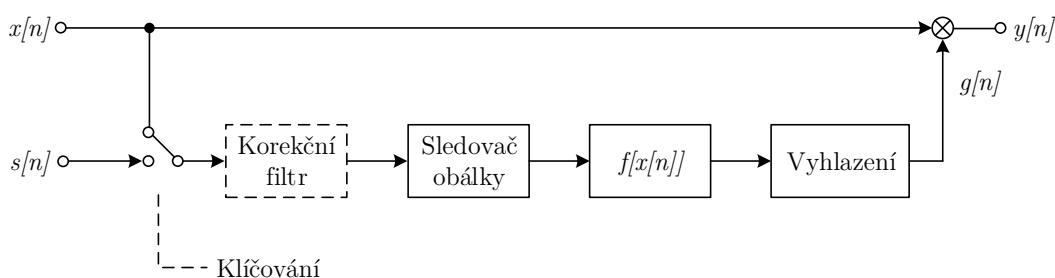 x[n]
y[n]
g[n]
s[n]
Korekční
filtr
Sledovač
obálky
f[x[n]]
Vyhlazení
Klíčování